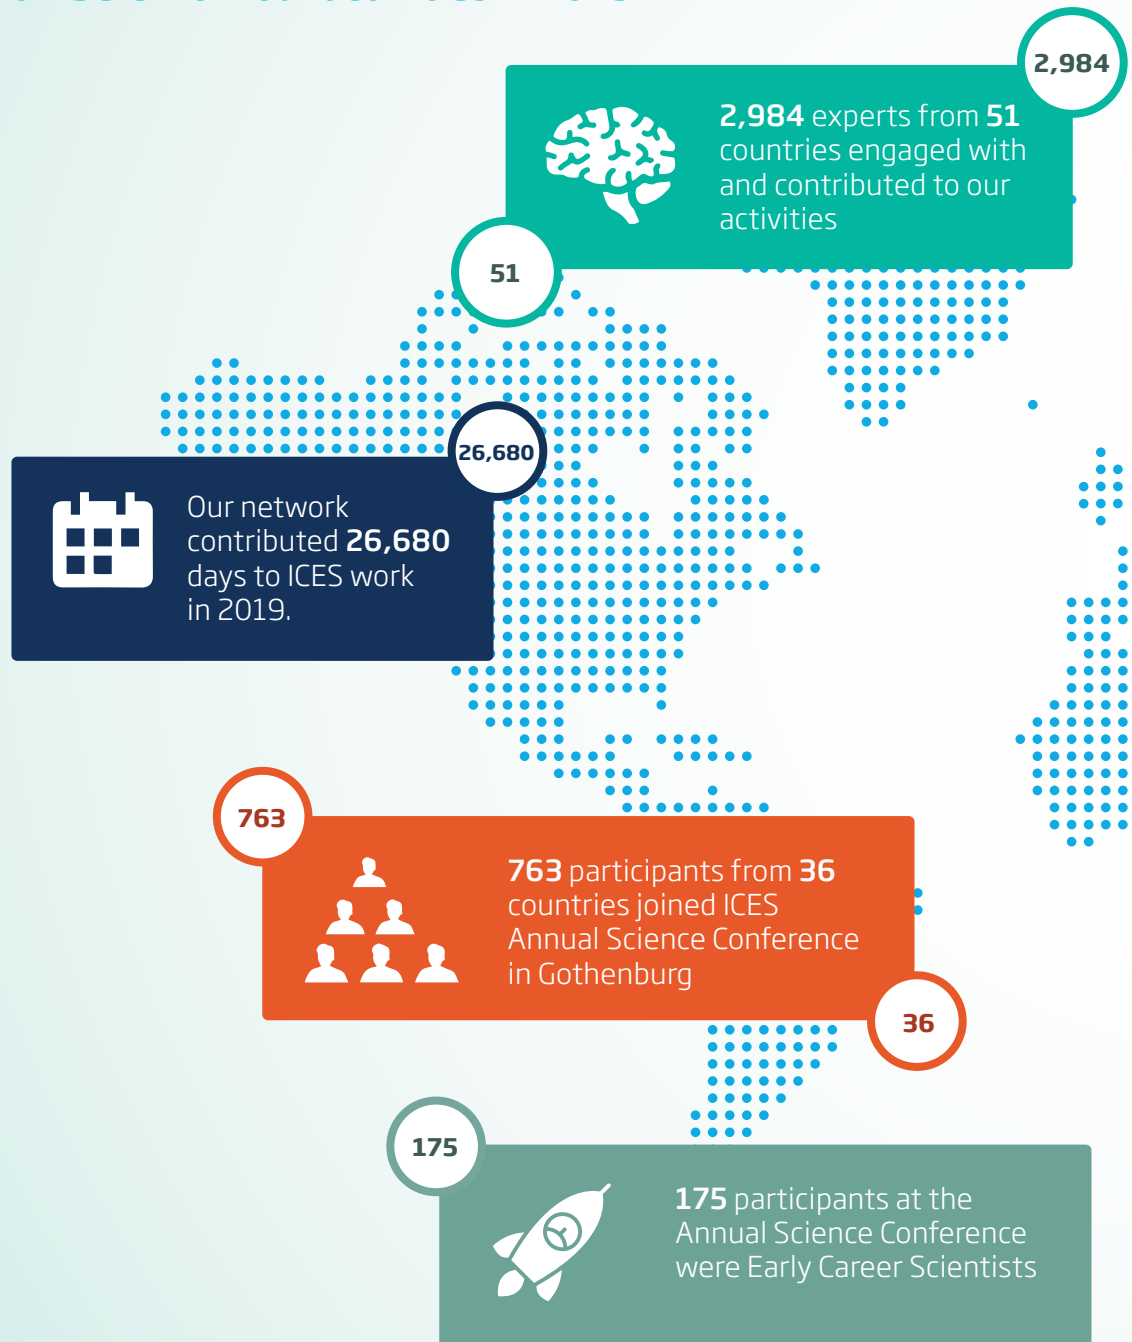 2,984
2,984 experts from 51
countries engaged with
and contributed to our
activities
51
26,680
Our network
contributed 26,680
days to ICES work
in 2019.
763
763 participants from 36
countries joined ICES
Annual Science Conference
in Gothenburg
36
175
175 participants at the
Annual Science Conference
were Early Career Scientists